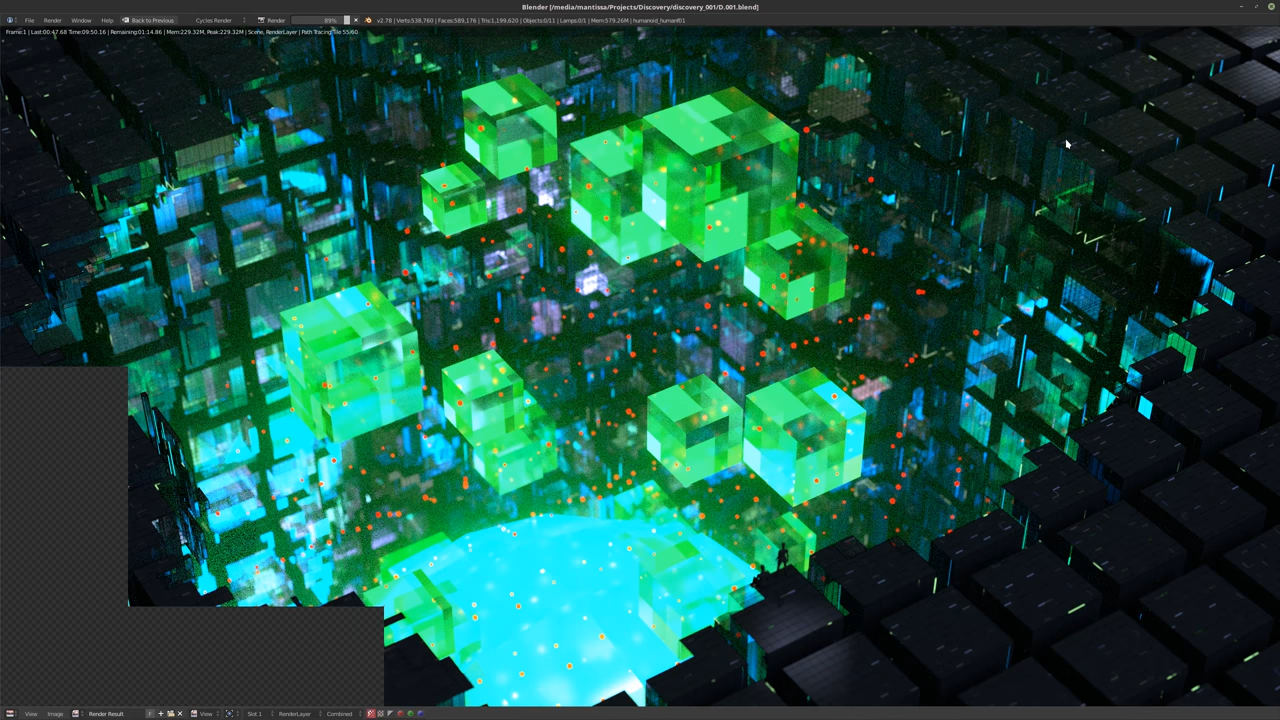 Blender [/media/mantissa/Projects/Discovery/discovery_001/D.001.blend]
File Render Window Help Back to Previous Cycles Render Render 89% v2.78 | Verts:538,760 | Faces:589,176 | Tris:1,199,620 | Objects:0/11 | Lamps:0/1 | Mem:579.26M | humanoid_humanf01
Frame:1 | Last:00:47.68 Time:09:50.16 | Remaining:01:14.86 | Mem:229.32M, Peak:229.32M | Scene, RenderLayer | Path Tracing Tile 55/60
View Image Render Result F View Slot 1 RenderLayer Combined